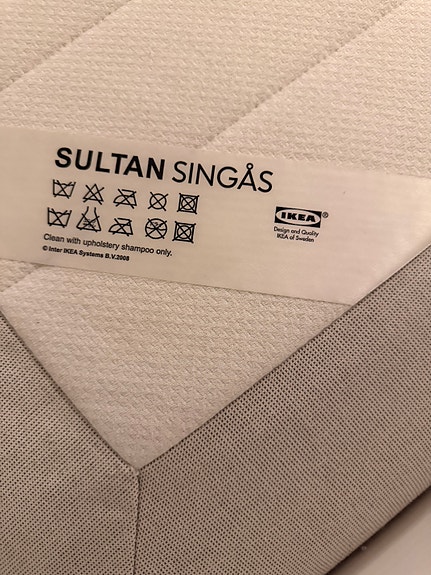 SULTAN SINGÅS
IKEA®
Design and Quality
IKEA of Sweden
Clean with upholstery shampoo only.
© Inter IKEA Systems B.V.2008